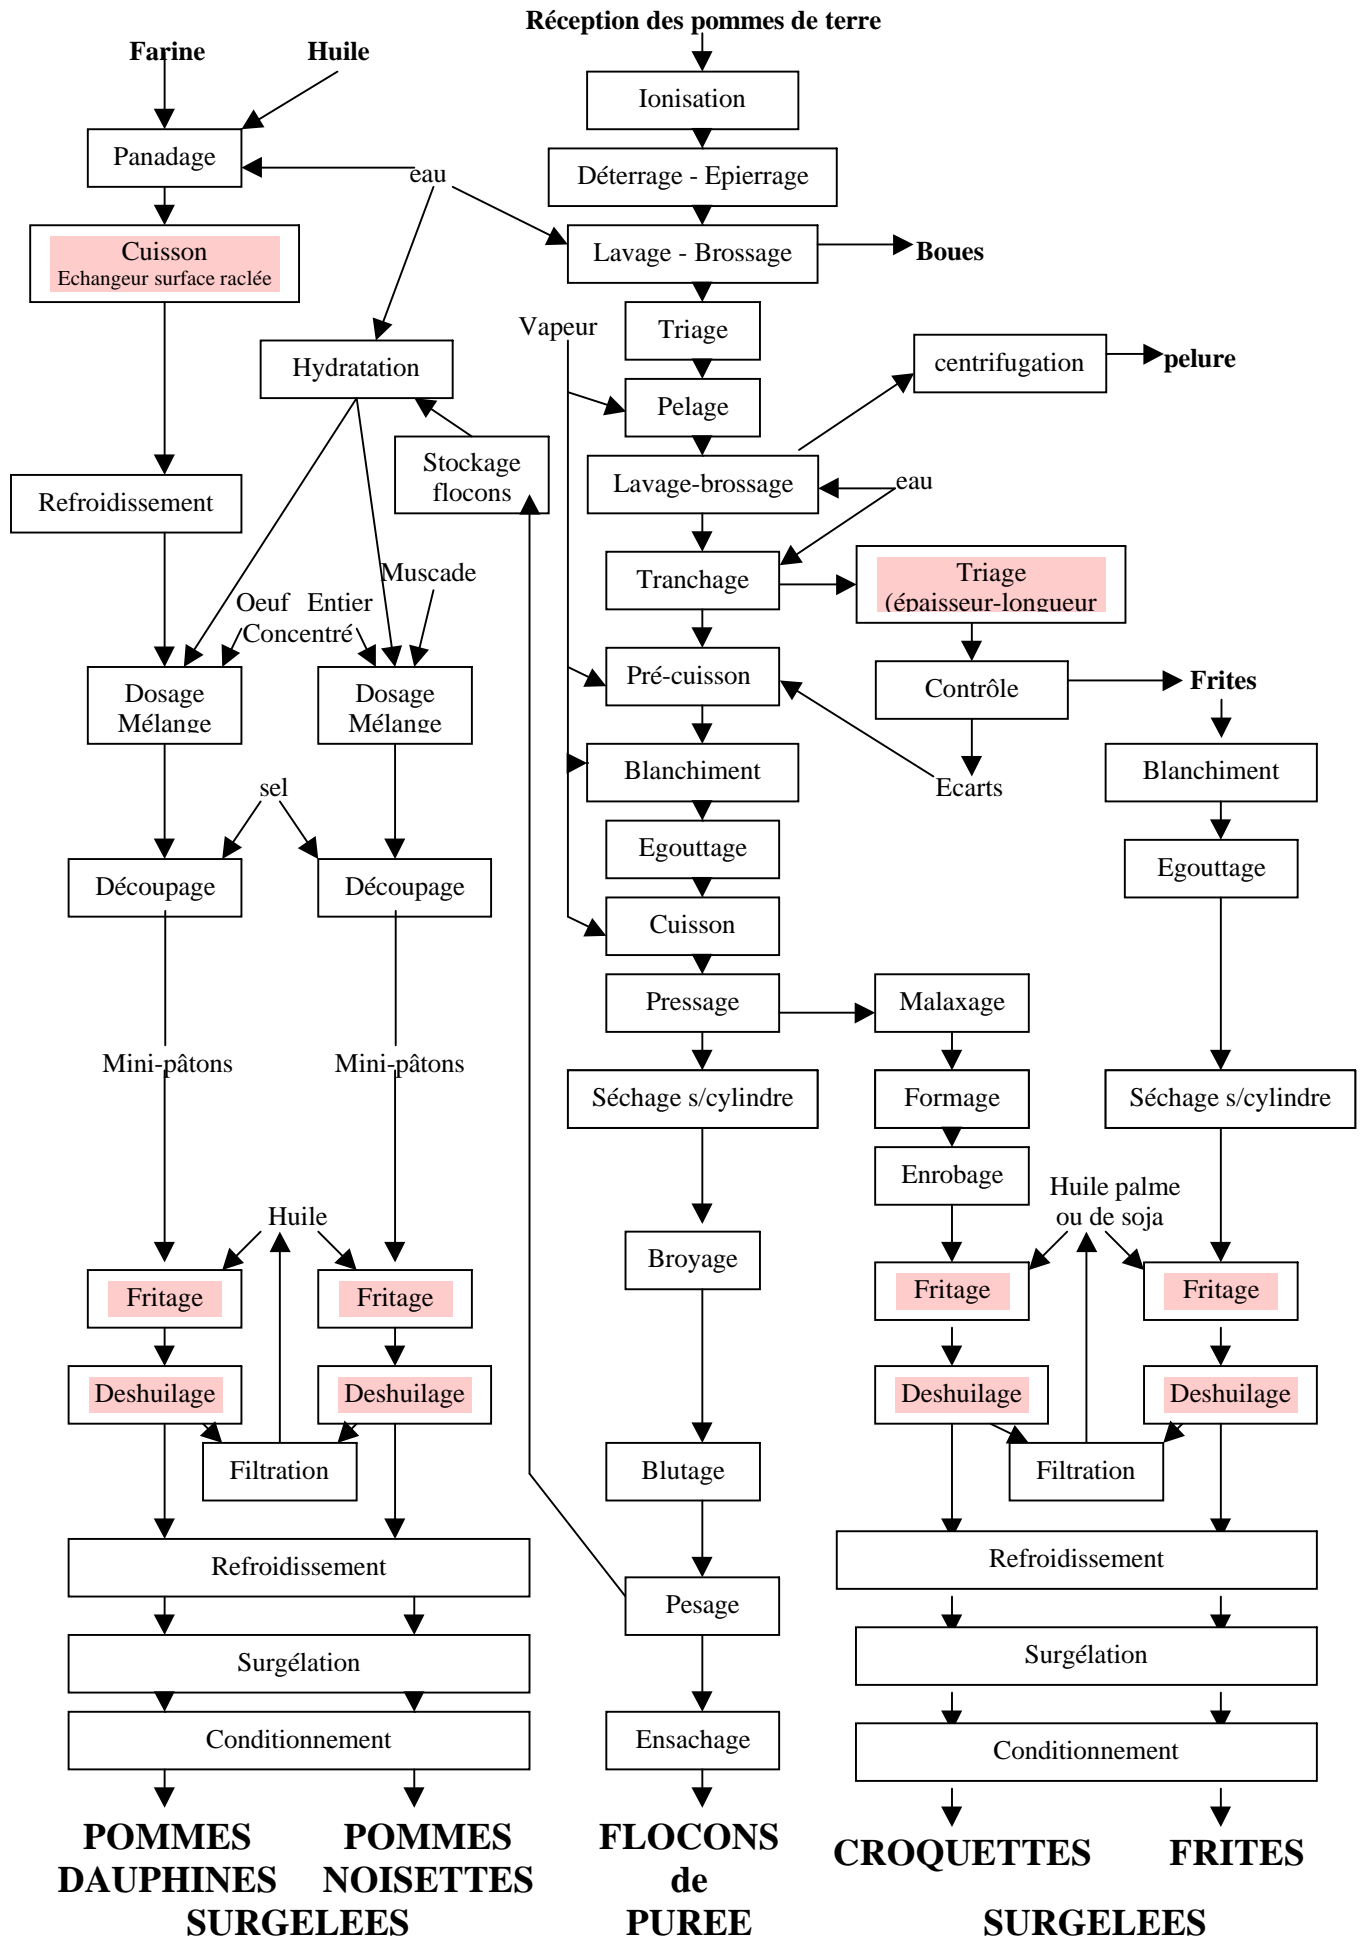 Réception des pommes de terre
Farine
Huile
Ionisation
Panadage
eau
Déterrage - Epierrage
Cuisson
Echangeur surface raclée
Lavage - Brossage
Boues
Vapeur
Triage
Hydratation
centrifugation
pelure
Pelage
Stockage
flocons
Lavage-brossage
eau
Refroidissement
Muscade
Tranchage
Triage
(épaisseur-longueur
Oeuf Entier
Concentré
Dosage
Mélange
Dosage
Mélange
Pré-cuisson
Contrôle
Frites
Blanchiment
Ecarts
Blanchiment
sel
Egouttage
Egouttage
Découpage
Découpage
Cuisson
Pressage
Malaxage
Mini-pâtons
Mini-pâtons
Séchage s/cylindre
Formage
Séchage s/cylindre
Enrobage
Huile palme
ou de soja
Huile
Broyage
Fritage
Fritage
Fritage
Fritage
Deshuilage
Deshuilage
Deshuilage
Deshuilage
Filtration
Blutage
Filtration
Refroidissement
Refroidissement
Pesage
Surgélation
Surgélation
Conditionnement
Ensachage
Conditionnement
POMMES
DAUPHINES
POMMES
NOISETTES
SURGELEES
FLOCONS
de
PUREE
CROQUETTES
FRITES
SURGELEES